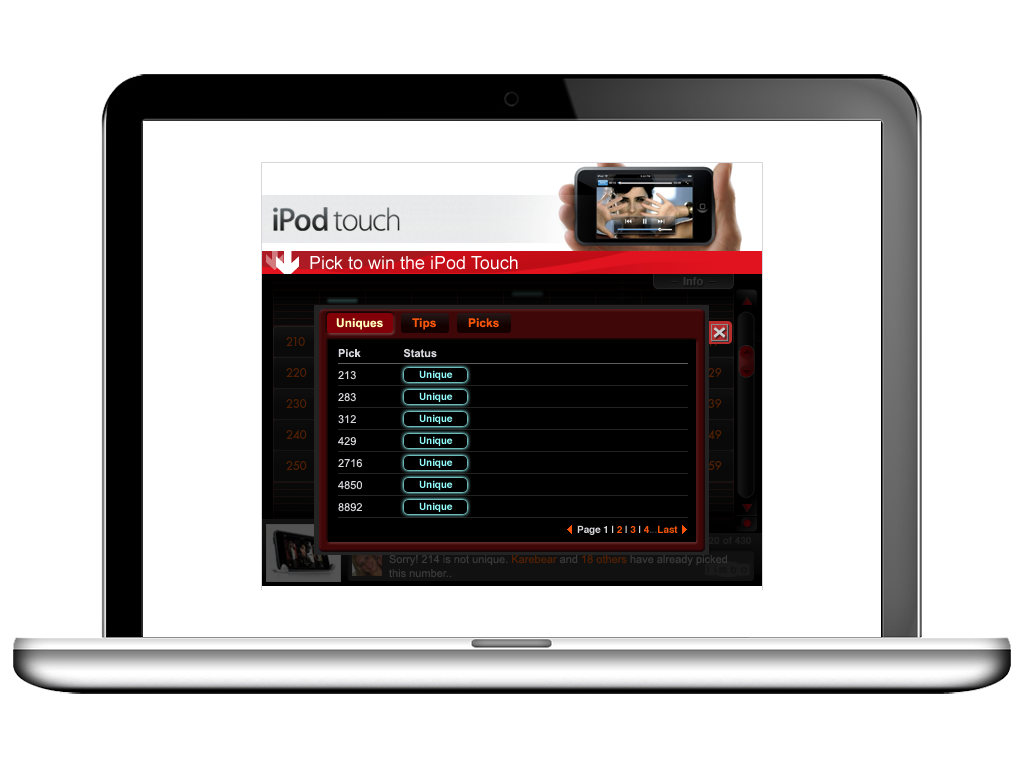 iPod touch
Pick to win the iPod Touch
Info
Uniques Tips Picks
Pick Status
213 Unique
283 Unique
312 Unique
429 Unique
2716 Unique
4850 Unique
8892 Unique
Page 1 | 2 | 3 | 4...Last
210
220
230
240
250
29
39
49
59
20 of 430
Sorry! 214 is not unique. Karebear and 18 others have already picked
this number..